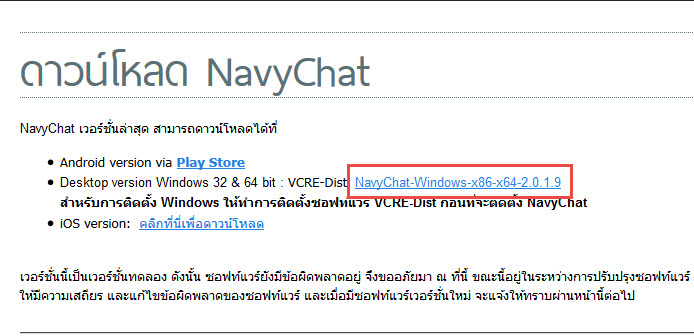 ดาวน์โหลด NavyChat
NavyChat เวอร์ชั่นล่าสุด สามารถดาวน์โหลดได้ที่
• Android version via Play Store
• Desktop version Windows 32 & 64 bit : VCRE-Dist NavyChat-Windows-x86-x64-2.0.1.9
สำหรับการติดตั้ง Windows ให้ทำการติดตั้งซอฟท์แวร์ VCRE-Dist ก่อนที่จะติดตั้ง NavyChat
• iOS version: คลิกที่นี่เพื่อดาวน์โหลด
เวอร์ชั่นนี้เป็นเวอร์ชั่นทดลอง ดังนั้น ซอฟท์แวร์ยังมีข้อผิดพลาดอยู่ จึงขออภัยมา ณ ที่นี้ ขณะนี้อยู่ในระหว่างการปรับปรุงซอฟท์แวร์
ให้มีความเสถียร และแก้ไขข้อผิดพลาดของซอฟท์แวร์ และเมื่อมีซอฟท์แวร์เวอร์ชั่นใหม่ จะแจ้งให้ทราบผ่านหน้านี้ต่อไป